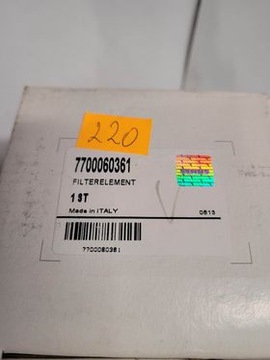 220
7700060361
FILTERELEMENT
1 ST
Made in ITALY
0613
7700060361